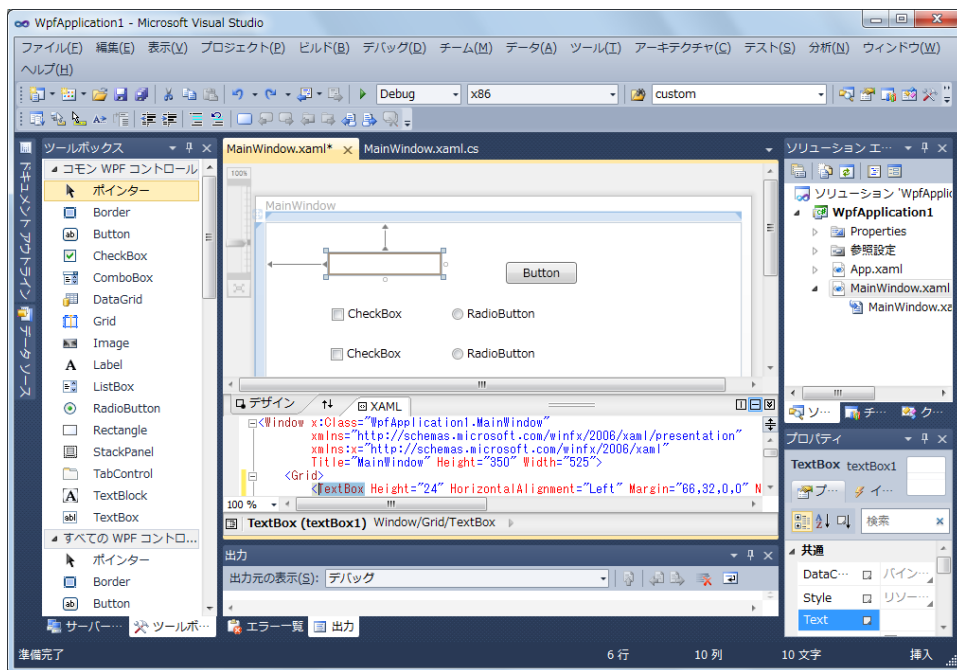 WpfApplication1 - Microsoft Visual Studio
ファイル(F) 編集(E) 表示(V) プロジェクト(P) ビルド(B) デバッグ(D) チーム(M) データ(A) ツール(T) アーキテクチャ(C) テスト(S) 分析(N) ウィンドウ(W)
ヘルプ(H)
Debug x86 custom
ドキュメント アウトライン
データ ソース
ツールボックス
コモン WPF コントロール
ポインター
Border
Button
CheckBox
ComboBox
DataGrid
Grid
Image
Label
ListBox
RadioButton
Rectangle
StackPanel
TabControl
TextBlock
TextBox
すべての WPF コントロ...
ポインター
Border
Button
サーバー… ツールボ…
MainWindow.xaml* MainWindow.xaml.cs
100%
MainWindow
Button
CheckBox RadioButton
CheckBox RadioButton
デザイン XAML
<Window x:Class="WpfApplication1.MainWindow"
xmlns="http://schemas.microsoft.com/winfx/2006/xaml/presentation"
xmlns:x="http://schemas.microsoft.com/winfx/2006/xaml"
Title="MainWindow" Height="350" Width="525">
<Grid>
<TextBox Height="24" HorizontalAlignment="Left" Margin="66,32,0,0" N
100 %
TextBox (textBox1) Window/Grid/TextBox
出力
出力元の表示(S): デバッグ
エラー一覧 出力
ソリューション エ…
ソリューション 'WpfApplic
WpfApplication1
Properties
参照設定
App.xaml
MainWindow.xaml
MainWindow.xa
ソ… チ… ク…
プロパティ
TextBox textBox1
プ… イ…
検索
共通
DataC… バイン…
Style リソー…
Text
準備完了 6 行 10 列 10 文字 挿入